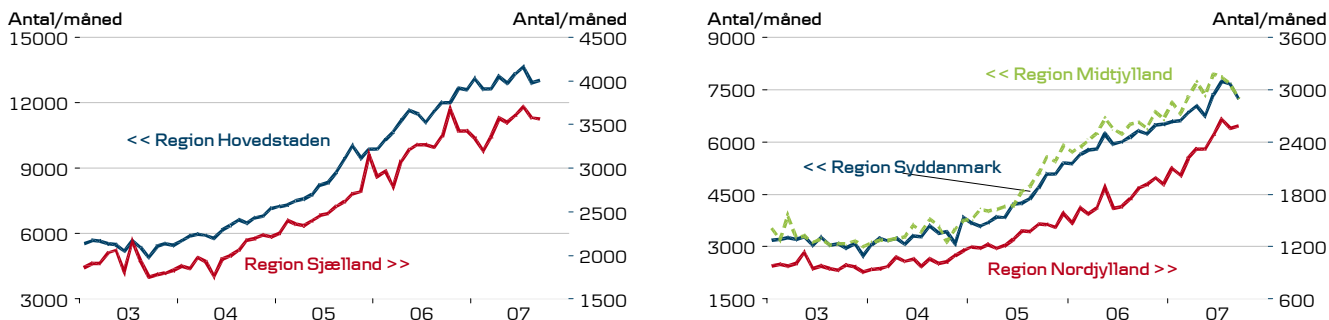 Antal/måned Antal/måned
15000 4500
12000 4000
9000 3500
6000 3000
3000 2500
2000
1500
<< Region Hovedstaden
Region Sjælland >>
03 04 05 06 07
Antal/måned Antal/måned
9000 3600
7500 3000
6000 2400
4500 1800
3000 1200
1500 600
<< Region Midtjylland
<< Region Syddanmark
Region Nordjylland >>
03 04 05 06 07